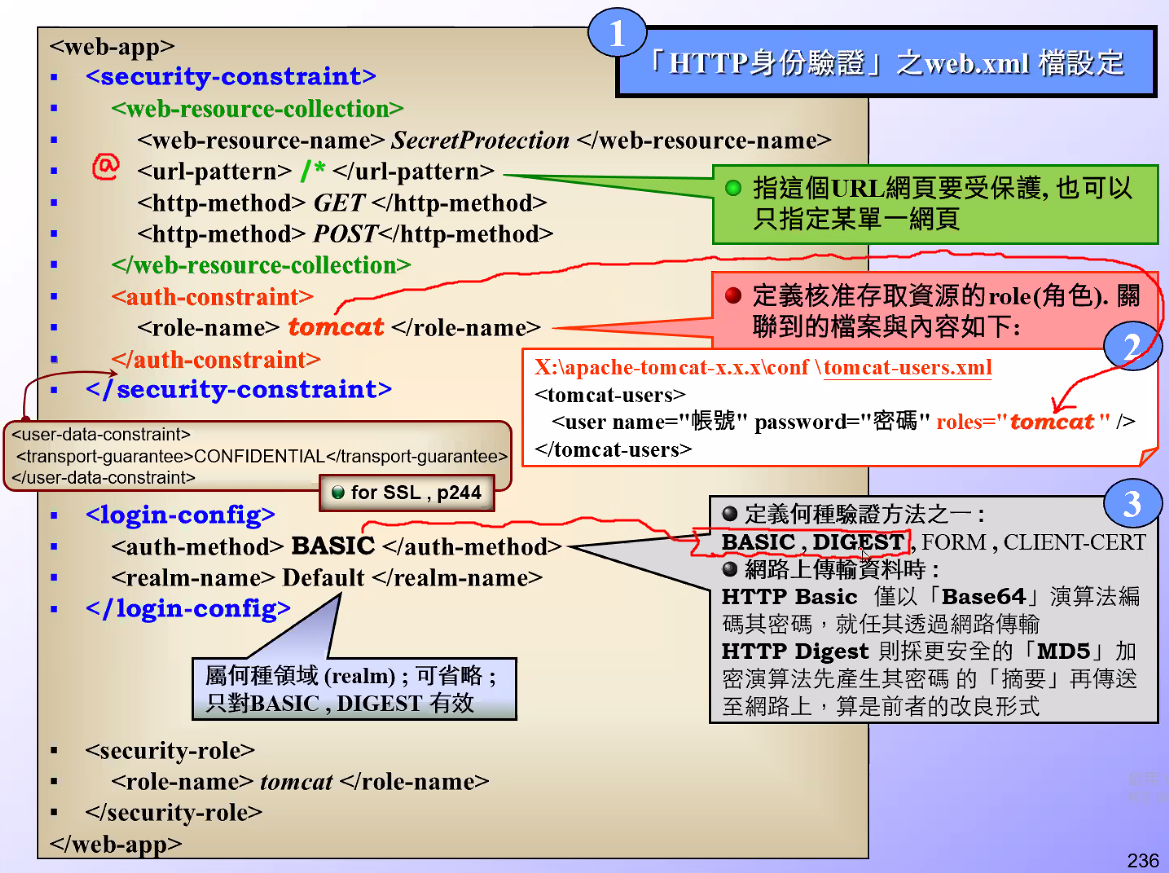 1
「HTTP身份驗證」之web.xml 檔設定
<web-app>
<security-constraint>
<web-resource-collection>
<web-resource-name> SecretProtection </web-resource-name>
@ <url-pattern> /* </url-pattern>
<http-method> GET </http-method>
<http-method> POST</http-method>
</web-resource-collection>
<auth-constraint>
<role-name> tomcat </role-name>
</auth-constraint>
</security-constraint>
指這個URL網頁要受保護, 也可以
只指定某單一網頁
定義核准存取資源的role(角色). 關
聯到的檔案與內容如下:
2
X:\apache-tomcat-x.x.x\conf \tomcat-users.xml
<tomcat-users>
<user name="帳號" password="密碼" roles="tomcat " />
</tomcat-users>
<user-data-constraint>
<transport-guarantee>CONFIDENTIAL</transport-guarantee>
</user-data-constraint>
for SSL , p244
<login-config>
<auth-method> BASIC </auth-method>
<realm-name> Default </realm-name>
</login-config>
屬何種領域 (realm) ; 可省略 ;
只對BASIC , DIGEST 有效
3
定義何種驗證方法之一 :
BASIC , DIGEST , FORM , CLIENT-CERT
網路上傳輸資料時 :
HTTP Basic 僅以「Base64」演算法編
碼其密碼，就任其透過網路傳輸
HTTP Digest 則採更安全的「MD5」加
密演算法先產生其密碼 的「摘要」再傳送
至網路上，算是前者的改良形式
<security-role>
<role-name> tomcat </role-name>
</security-role>
</web-app>
236